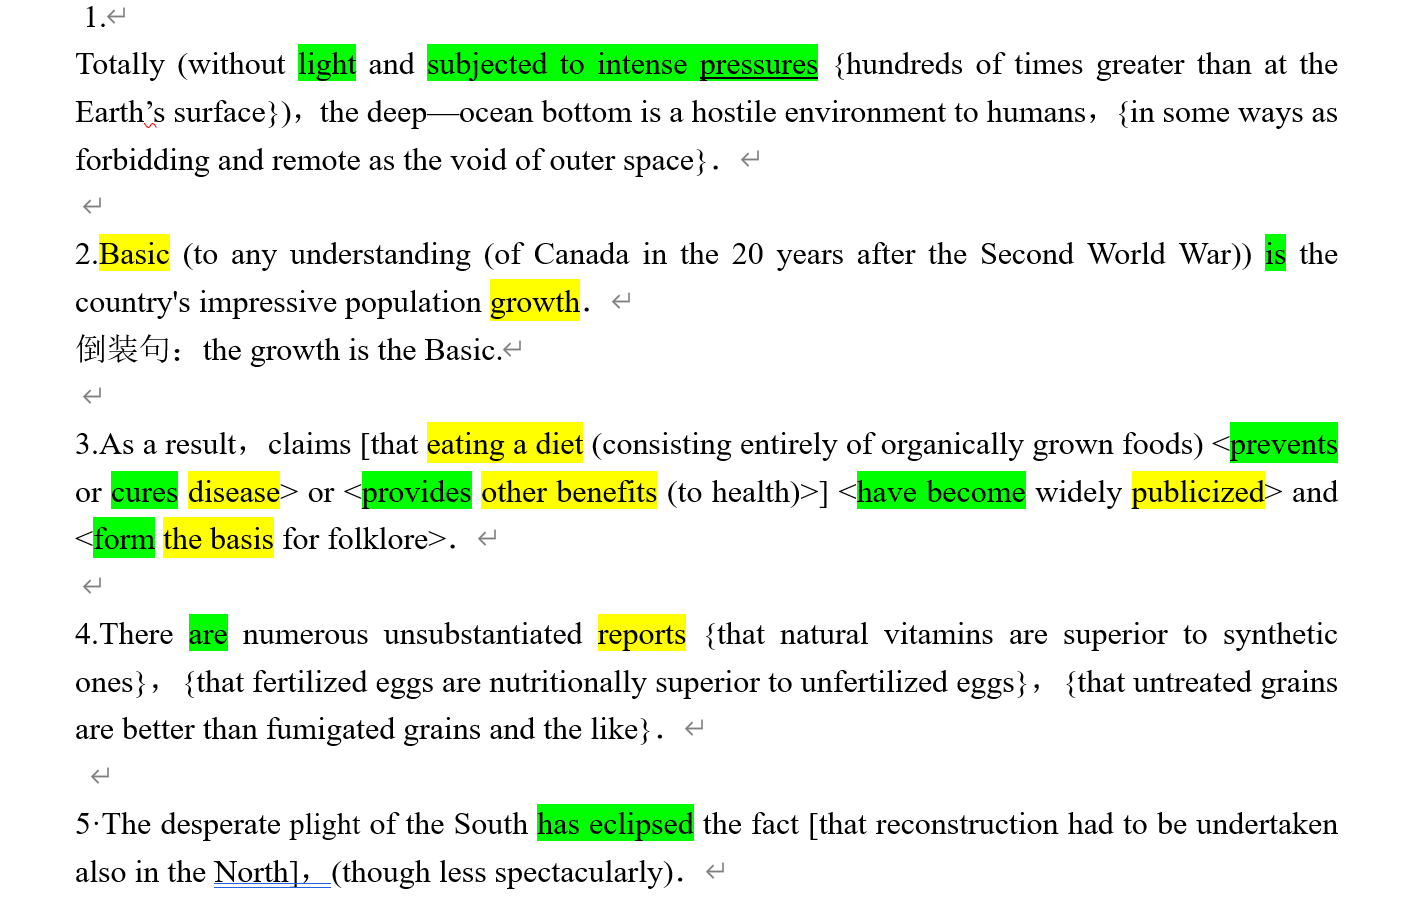 1.
Totally (without light and subjected to intense pressures {hundreds of times greater than at the
Earth’s surface})，the deep—ocean bottom is a hostile environment to humans，{in some ways as
forbidding and remote as the void of outer space}．
2.Basic (to any understanding (of Canada in the 20 years after the Second World War)) is the
country's impressive population growth．
倒装句：the growth is the Basic.
3.As a result，claims [that eating a diet (consisting entirely of organically grown foods) <prevents
or cures disease> or <provides other benefits (to health)>] <have become widely publicized> and
<form the basis for folklore>．
4.There are numerous unsubstantiated reports {that natural vitamins are superior to synthetic
ones}，{that fertilized eggs are nutritionally superior to unfertilized eggs}，{that untreated grains
are better than fumigated grains and the like}．
5·The desperate plight of the South has eclipsed the fact [that reconstruction had to be undertaken
also in the North]，(though less spectacularly)．